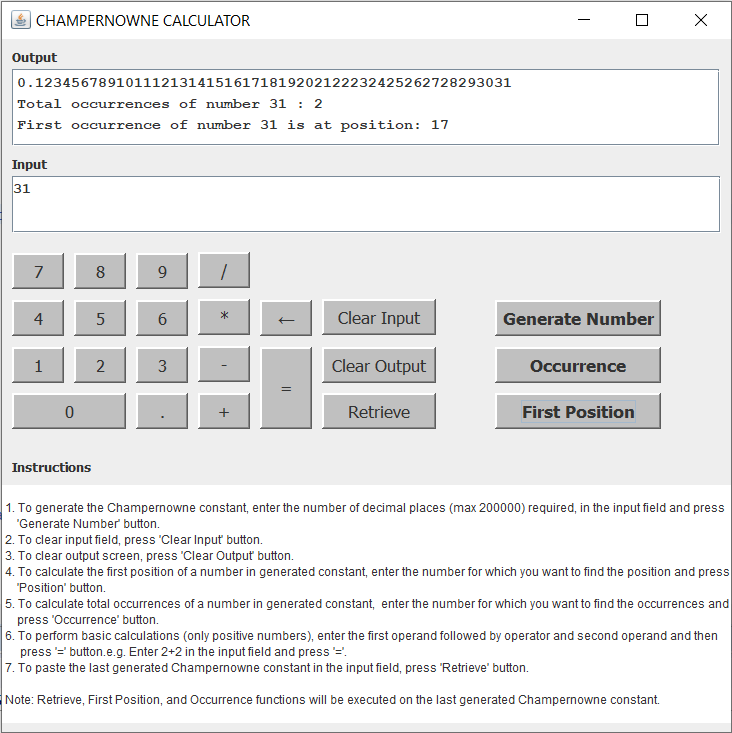 CHAMPERNOWNE CALCULATOR
Output
0.1234567891011121314151617181920212223242526272829​3031
Total occurrences of number 31 : 2
First occurrence of number 31 is at position: 17
Input
31
7 8 9 /
4 5 6 * ← Clear Input Generate Number
1 2 3 - = Clear Output Occurrence
0 . + Retrieve First Position
Instructions
1. To generate the Champernowne constant, enter the number of decimal places (max 200000) required, in the input field and press
'Generate Number' button.
2. To clear input field, press 'Clear Input' button.
3. To clear output screen, press 'Clear Output' button.
4. To calculate the first position of a number in generated constant, enter the number for which you want to find the position and press
'Position' button.
5. To calculate total occurrences of a number in generated constant, enter the number for which you want to find the occurrences and
press 'Occurrence' button.
6. To perform basic calculations (only positive numbers), enter the first operand followed by operator and second operand and then
press '=' button.e.g. Enter 2+2 in the input field and press '='.
7. To paste the last generated Champernowne constant in the input field, press 'Retrieve' button.
Note: Retrieve, First Position, and Occurrence functions will be executed on the last generated Champernowne constant.